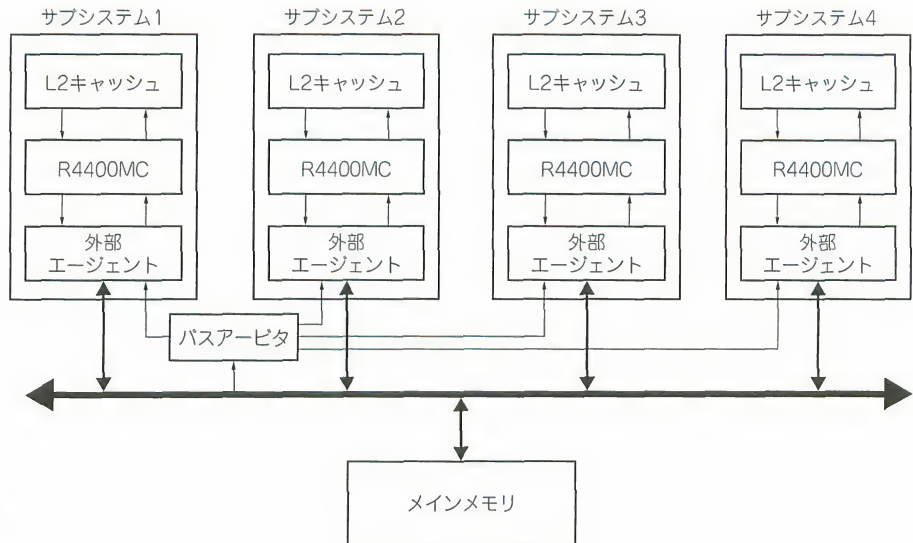 サブシステム1
サブシステム2
サブシステム3
サブシステム4
L2キャッシュ
L2キャッシュ
L2キャッシュ
L2キャッシュ
R4400MC
R4400MC
R4400MC
R4400MC
外部
エージェント
外部
エージェント
外部
エージェント
外部
エージェント
バスアービタ
メインメモリ